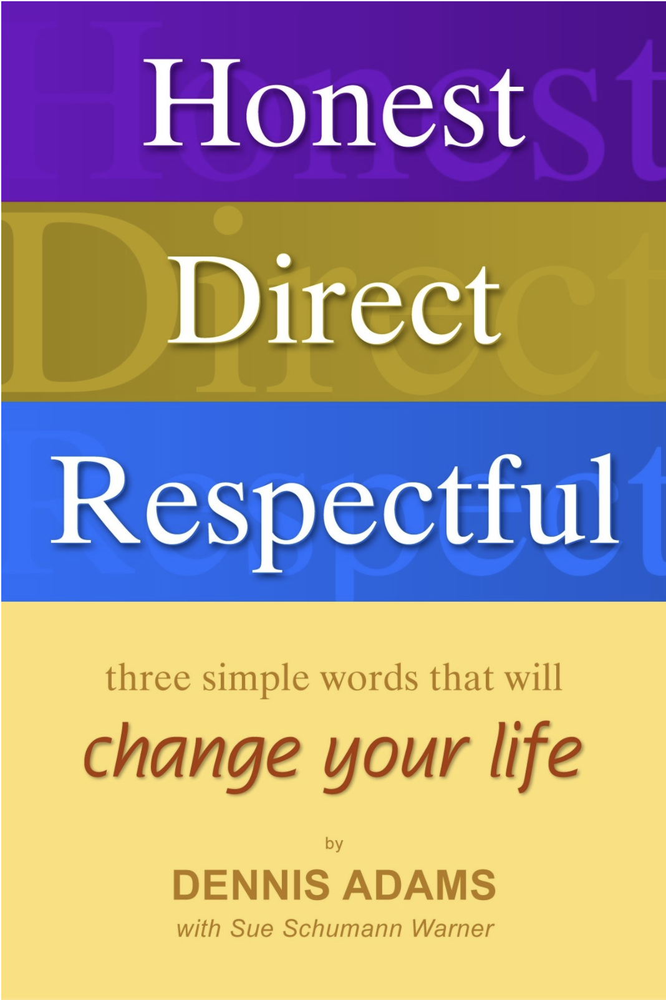 Honest
Direct
Respectful
three simple words that will
change your life
by
DENNIS ADAMS
with Sue Schumann Warner